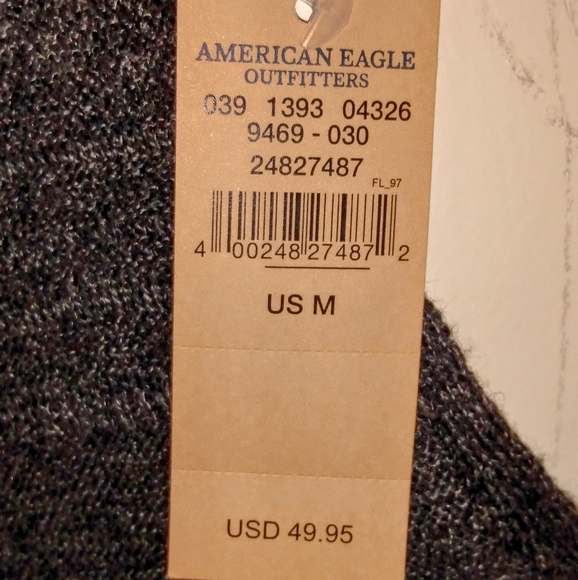 AMERICAN EAGLE
OUTFITTERS
039 1393 04326
9469 - 030
24827487
FL_97
4 00248 27487 2
US M
USD 49.95